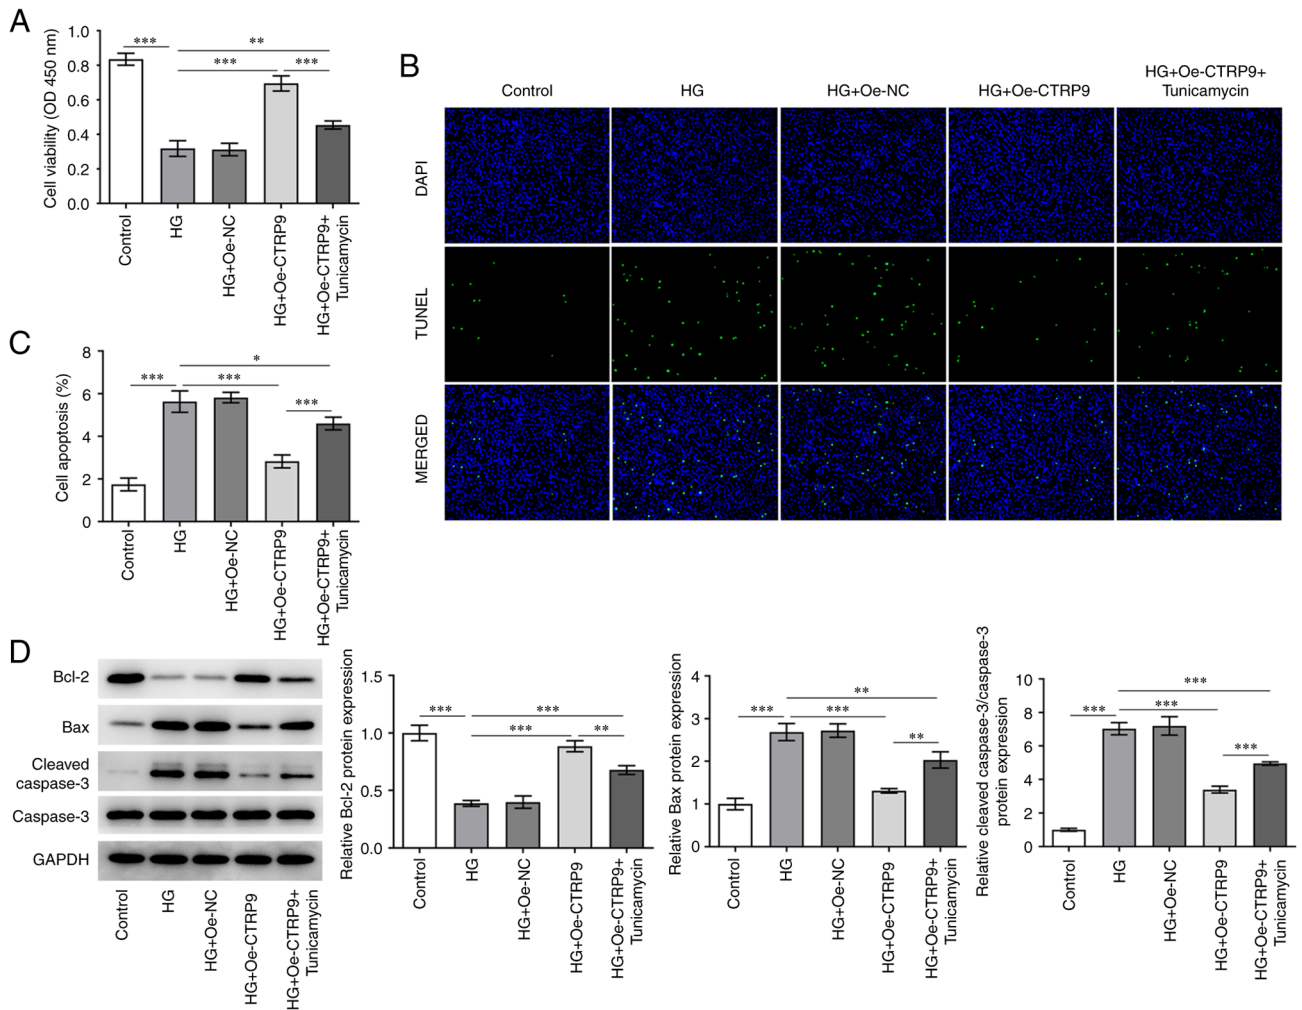 A
Cell viability (OD 450 nm)
1.0
0.8
0.6
0.4
0.2
0.0
***
**
***
***
Control
HG
HG+Oe-NC
HG+Oe-CTRP9
HG+Oe-CTRP9+
Tunicamycin
B
Control
HG
HG+Oe-NC
HG+Oe-CTRP9
HG+Oe-CTRP9+
Tunicamycin
DAPI
TUNEL
MERGED
C
Cell apoptosis (%)
8
6
4
2
0
*
***
***
***
Control
HG
HG+Oe-NC
HG+Oe-CTRP9
HG+Oe-CTRP9+
Tunicamycin
D
Bcl-2
Bax
Cleaved
caspase-3
Caspase-3
GAPDH
Control
HG
HG+Oe-NC
HG+Oe-CTRP9
HG+Oe-CTRP9+
Tunicamycin
Relative Bcl-2 protein expression
1.5
1.0
0.5
0.0
***
***
***
**
Control
HG
HG+Oe-NC
HG+Oe-CTRP9
HG+Oe-CTRP9+
Tunicamycin
Relative Bax protein expression
4
3
2
1
0
**
***
***
**
Control
HG
HG+Oe-NC
HG+Oe-CTRP9
HG+Oe-CTRP9+
Tunicamycin
Relative cleaved caspase-3/caspase-3
protein expression
10
8
6
4
2
0
***
***
***
***
Control
HG
HG+Oe-NC
HG+Oe-CTRP9
HG+Oe-CTRP9+
Tunicamycin